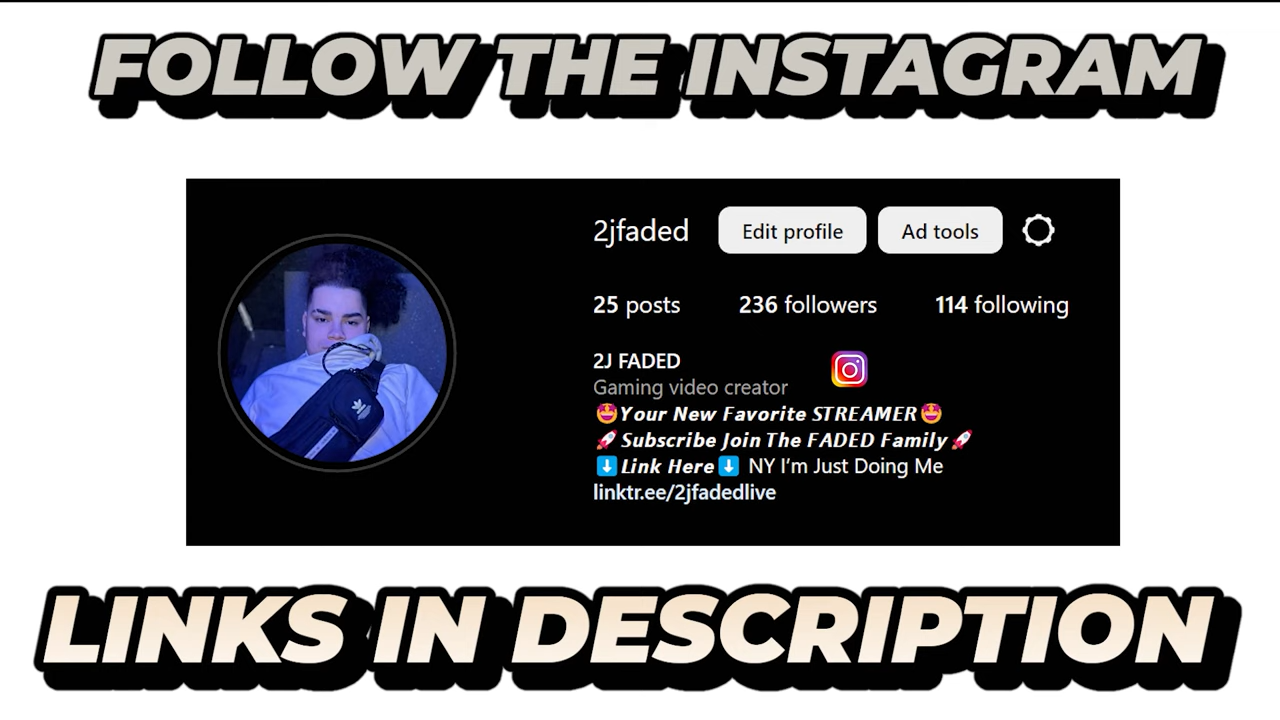 FOLLOW THE INSTAGRAM
2jfaded Edit profile Ad tools
25 posts 236 followers 114 following
2J FADED
Gaming video creator
🤩Your New Favorite STREAMER🤩
🚀Subscribe Join The FADED Family🚀
⬇️Link Here⬇️ NY I'm Just Doing Me
linktr.ee/2jfadedlive
LINKS IN DESCRIPTION